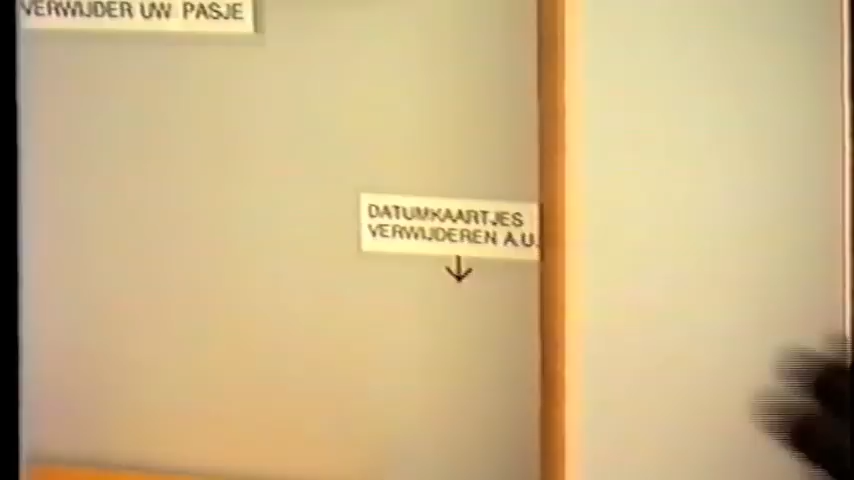 VERWIJDER UW PASJE
DATUMKAARTJES
VERWIJDEREN A.U.